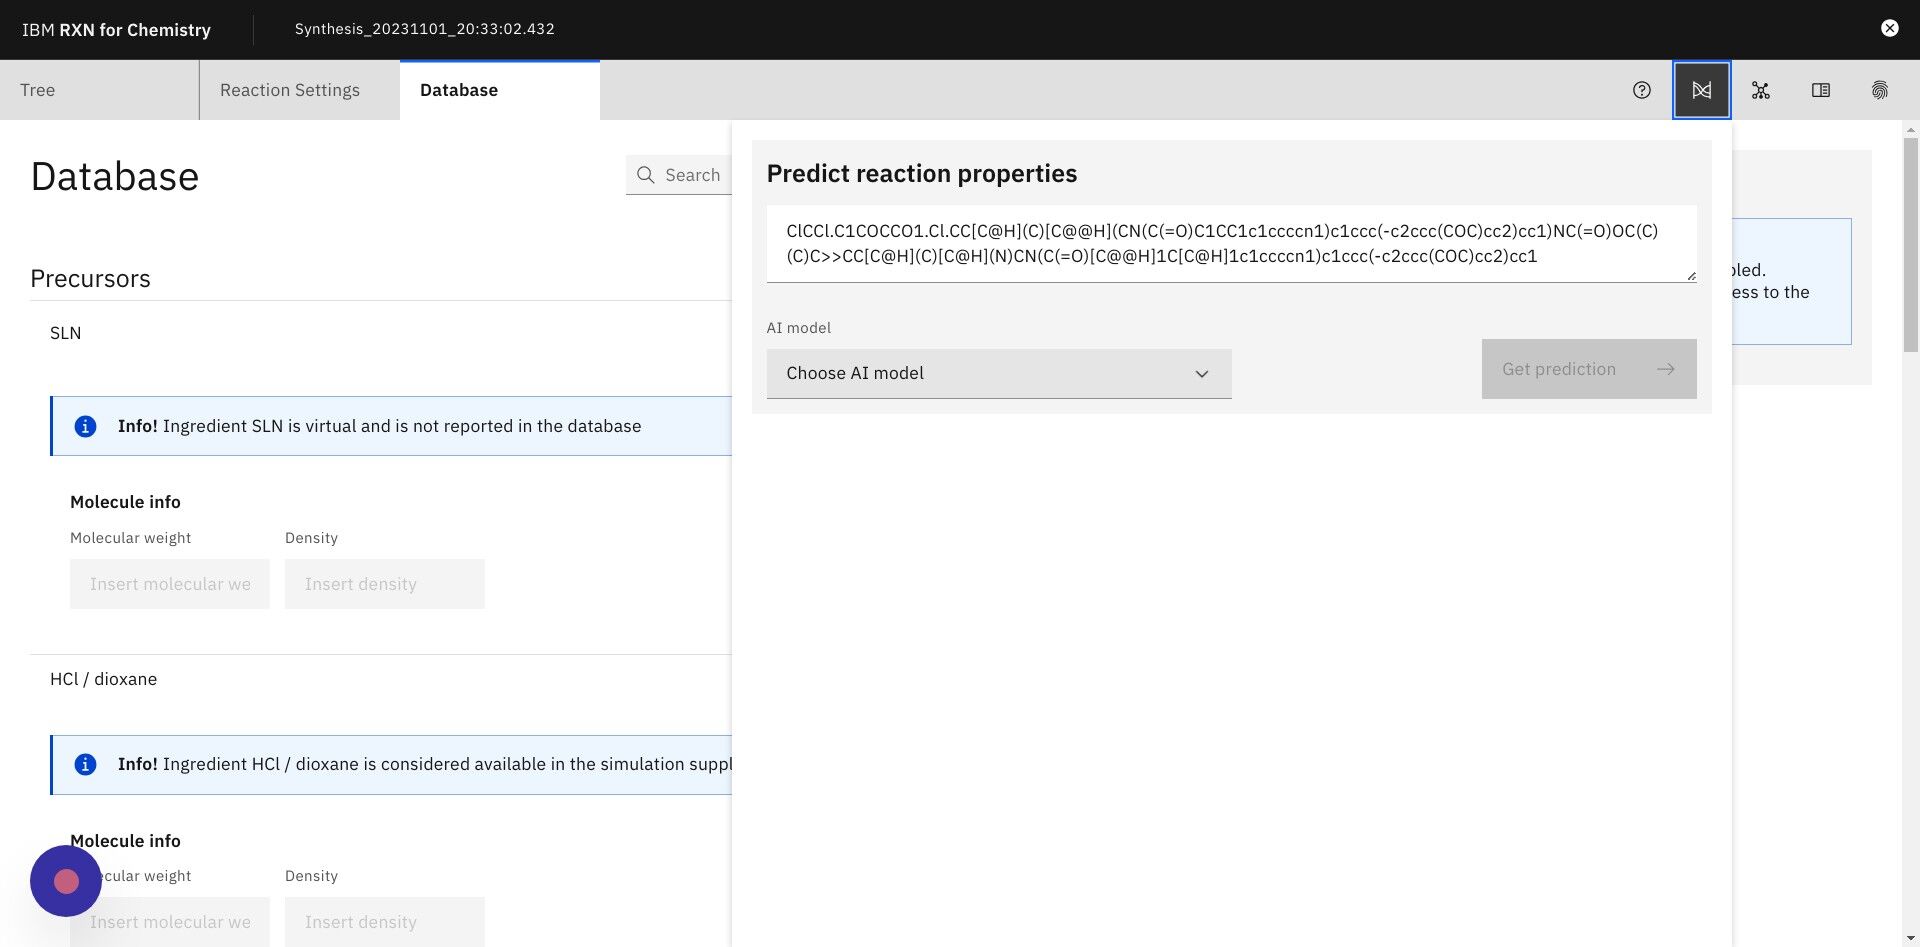 IBM RXN for Chemistry
Synthesis_20231101_20:33:02.432
Tree
Reaction Settings
Database
Database
Search
Precursors
SLN
Info! Ingredient SLN is virtual and is not reported in the database
Molecule info
Molecular weight
Density
Insert molecular we
Insert density
HCl / dioxane
Info! Ingredient HCl / dioxane is considered available in the simulation suppl
Molecule info
ecular weight
Density
Insert molecular we
Insert density
Predict reaction properties
ClCCl.C1COCCO1.Cl.CC[C@H](C)[C@@H](CN(C(=O)C1CC1c1ccccn1)c1ccc(-c2ccc(COC)cc2)cc1)NC(=O)OC(C)
(C)C>>CC[C@H](C)[C@H](N)CN(C(=O)[C@@H]1C[C@H]1c1ccccn1)c1ccc(-c2ccc(COC)cc2)cc1
AI model
Choose AI model
Get prediction
ess to the